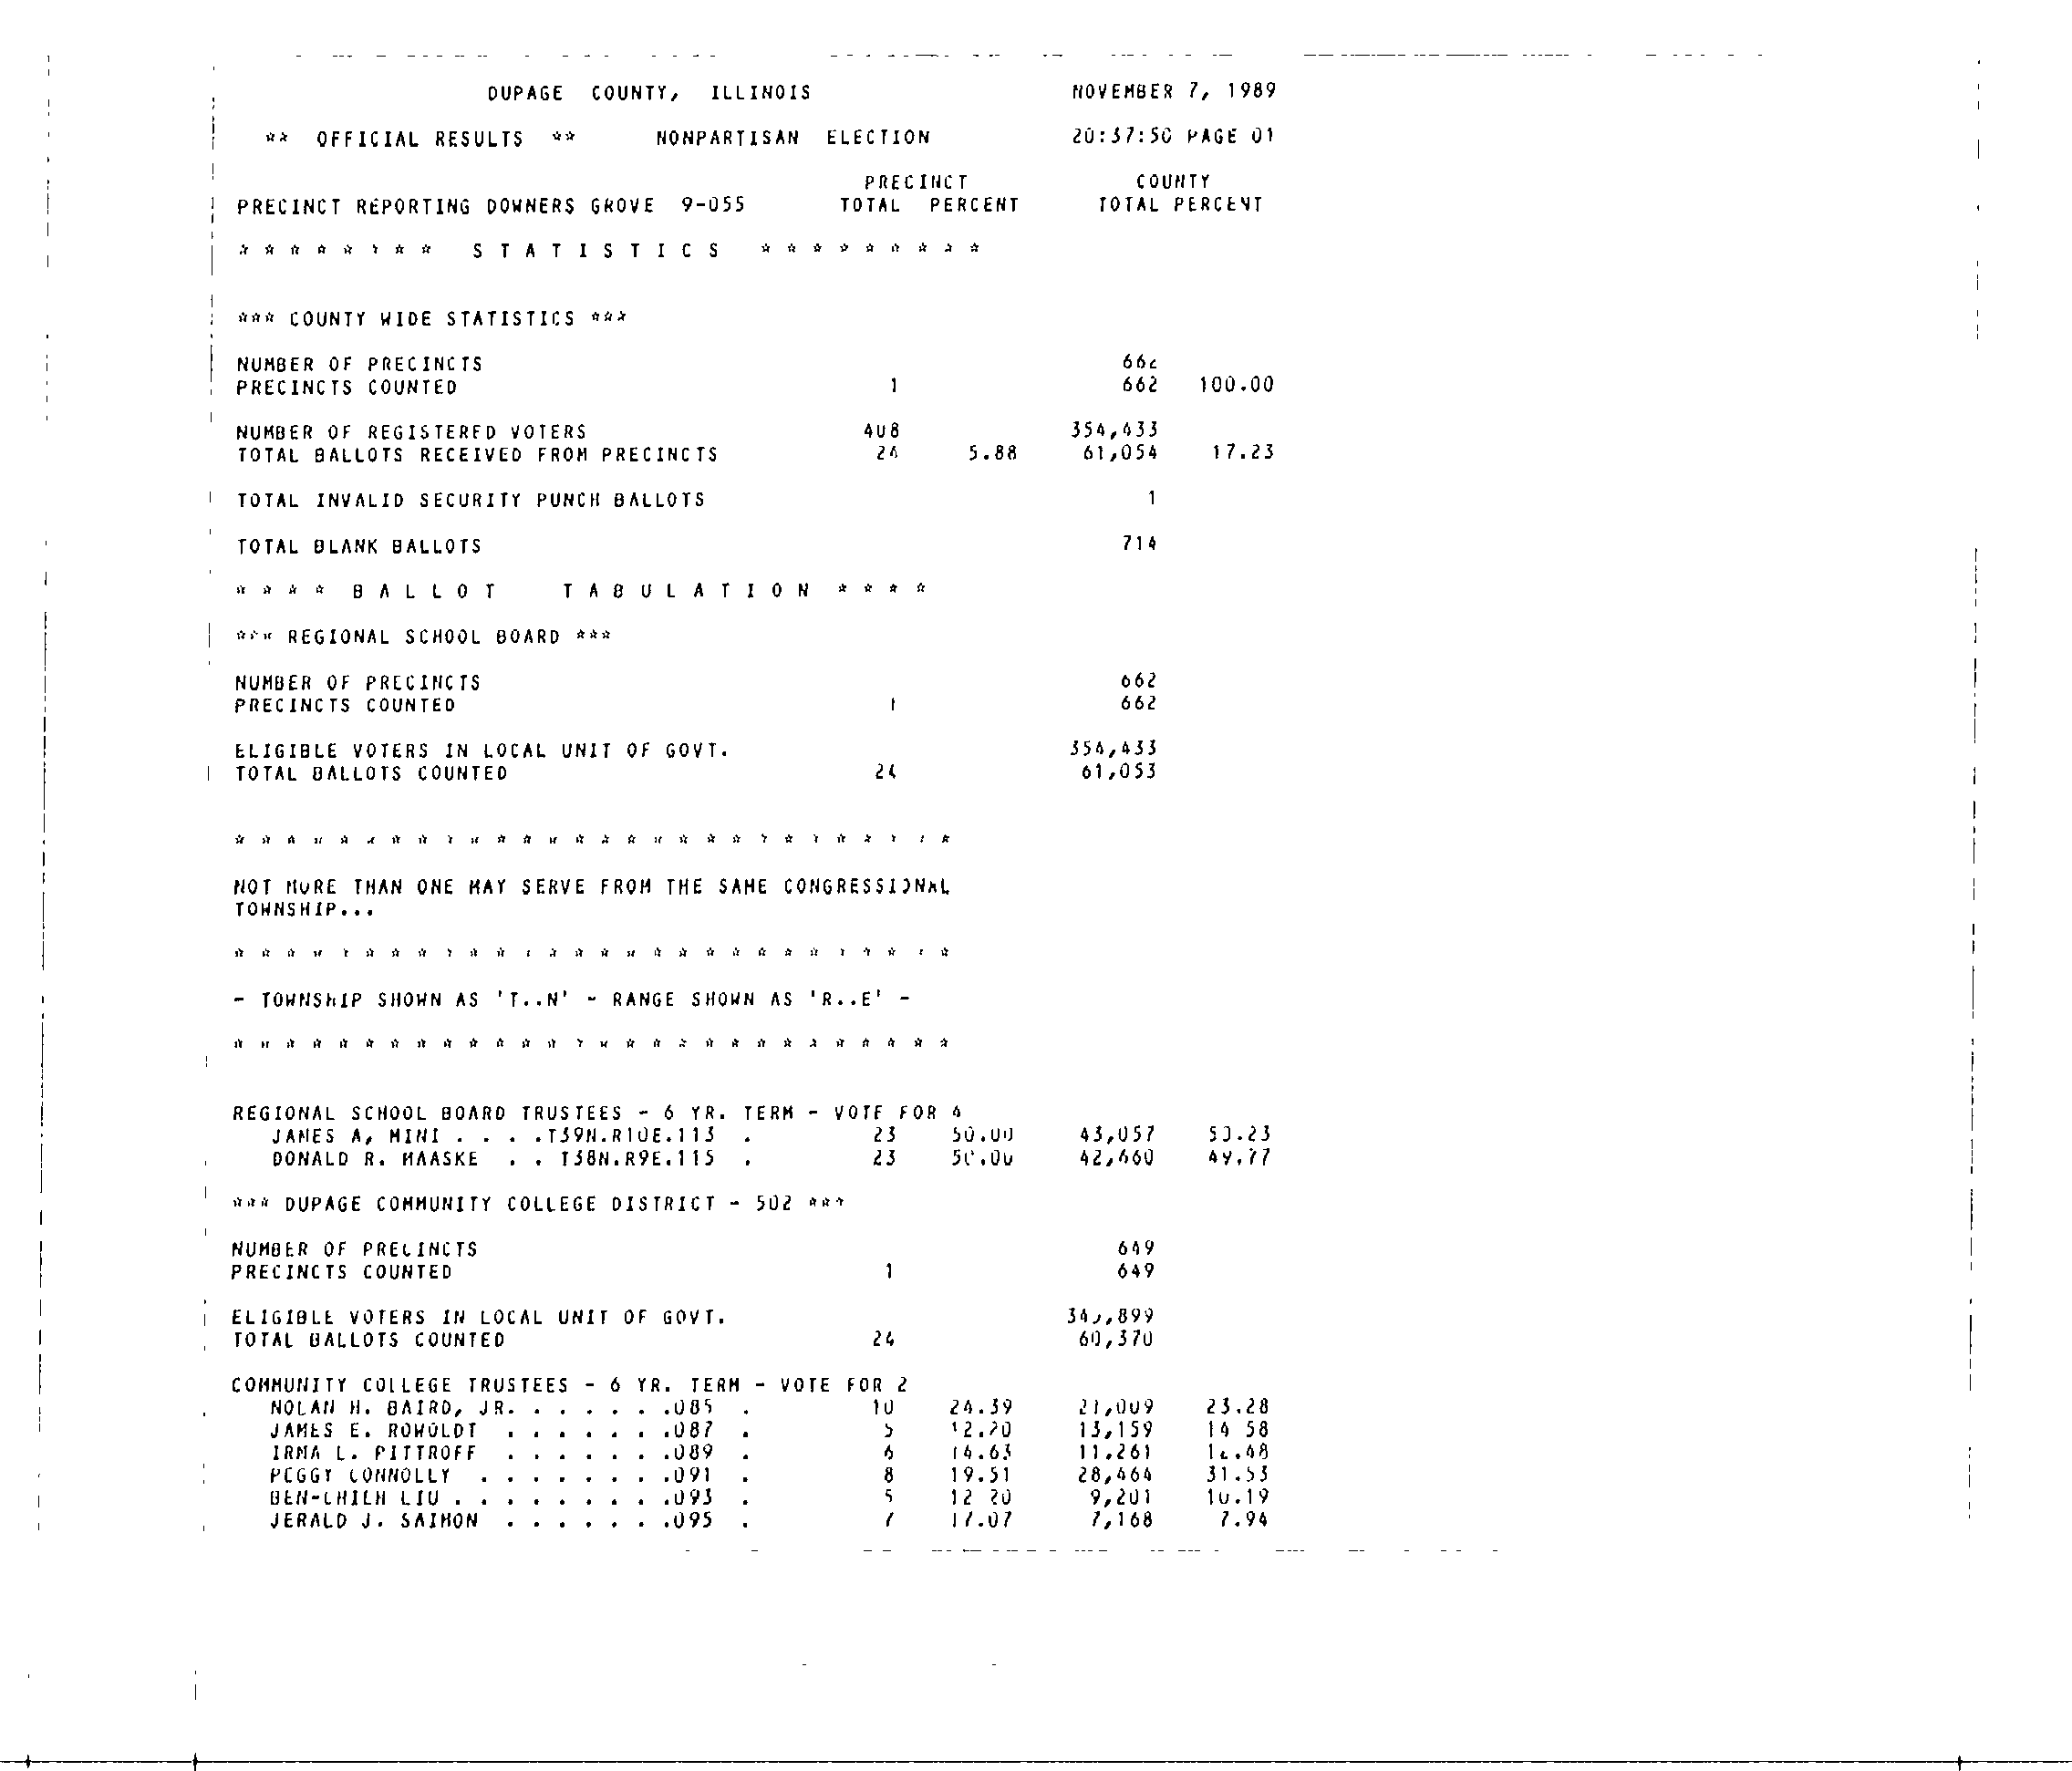 DUPAGE COUNTY, ILLINOIS NOVEMBER 7, 1989
** OFFICIAL RESULTS ** NONPARTISAN ELECTION 20:37:50 PAGE 01
PRECINCT COUNTY
PRECINCT REPORTING DOWNERS GROVE 9-055 TOTAL PERCENT TOTAL PERCENT
* * * * * * * * S T A T I S T I C S * * * * * * * * *
*** COUNTY WIDE STATISTICS ***
NUMBER OF PRECINCTS 662
PRECINCTS COUNTED 1 662 100.00
NUMBER OF REGISTERED VOTERS 408 354,433
TOTAL BALLOTS RECEIVED FROM PRECINCTS 24 5.88 61,054 17.23
TOTAL INVALID SECURITY PUNCH BALLOTS 1
TOTAL BLANK BALLOTS 714
* * * * B A L L O T T A B U L A T I O N * * * *
*** REGIONAL SCHOOL BOARD ***
NUMBER OF PRECINCTS 662
PRECINCTS COUNTED 1 662
ELIGIBLE VOTERS IN LOCAL UNIT OF GOVT. 354,433
TOTAL BALLOTS COUNTED 24 61,053
* * * * * * * * * * * * * * * * * * * * * * * * * * * *
NOT MORE THAN ONE MAY SERVE FROM THE SAME CONGRESSIONAL
TOWNSHIP...
* * * * * * * * * * * * * * * * * * * * * * * * * * * *
- TOWNSHIP SHOWN AS 'T..N' - RANGE SHOWN AS 'R..E' -
* * * * * * * * * * * * * * * * * * * * * * * * * * * *
REGIONAL SCHOOL BOARD TRUSTEES - 6 YR. TERM - VOTE FOR 4
JAMES A, MINI . . . .T39N.R10E.113 . 23 50.00 43,057 50.23
DONALD R. MAASKE . . T38N.R9E.115 . 23 50.00 42,660 49.77
*** DUPAGE COMMUNITY COLLEGE DISTRICT - 502 ***
NUMBER OF PRECINCTS 649
PRECINCTS COUNTED 1 649
ELIGIBLE VOTERS IN LOCAL UNIT OF GOVT.
TOTAL BALLOTS COUNTED 24 60,370
COMMUNITY COLLEGE TRUSTEES - 6 YR. TERM - VOTE FOR 2
NOLAN H. BAIRD, JR. . . . . . .085 . 10 24.39 21,009 23.28
JAMES E. ROWOLDT . . . . . . .087 . 5 12.20 13,159 14 58
IRMA L. PITTROFF . . . . . . .089 . 6 14.63 11,261 12.48
PEGGY CONNOLLY . . . . . . . .091 . 8 19.51 28,464 31.53
BEN-CHIEH LIU . . . . . . . . .093 . 5 12 20 9,201 10.19
JERALD J. SAIMON . . . . . . .095 . 7 17.07 7,168 7.94